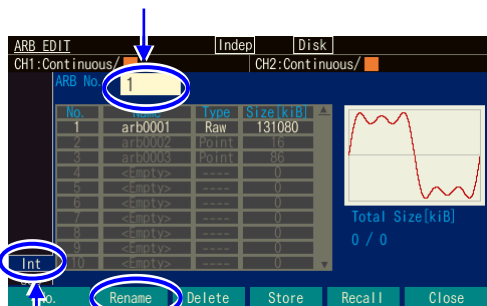 ARB EDIT Indep Disk
CH1:Continuous/ CH2:Continuous/
ARB No. 1
No. Name Type Size[kiB]
1 arb0001 Raw 131080
2 arb0002 Point 16
3 arb0003 Point 86
4 <Empty> ---- 0
5 <Empty> ---- 0
6 <Empty> ---- 0
7 <Empty> ---- 0
8 <Empty> ---- 0
9 <Empty> ---- 0
10 <Empty> ---- 0
Total Size[kiB]
0 / 0
Int
Rename Delete Store Recall Close